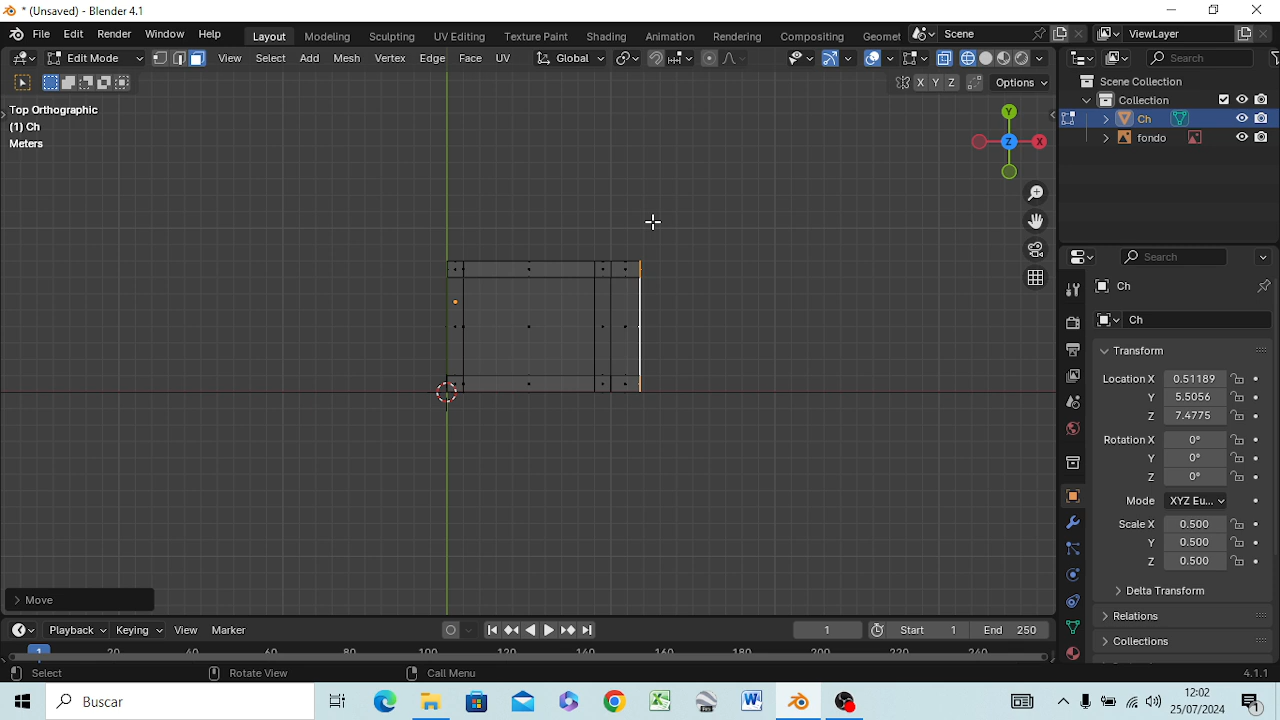 * (Unsaved) - Blender 4.1
File Edit Render Window Help Layout Modeling Sculpting UV Editing Texture Paint Shading Animation Rendering Compositing Geomet Scene ViewLayer
Edit Mode View Select Add Mesh Vertex Edge Face UV Global Search
X Y Z Options
Scene Collection
Collection
Ch
fondo
Top Orthographic
(1) Ch
Meters
Y
X
Z
Search
Ch
Ch
Transform
Location X 0.51189
Y 5.5056
Z 7.4775
Rotation X 0°
Y 0°
Z 0°
Mode XYZ Eu...
Scale X 0.500
Y 0.500
Z 0.500
Delta Transform
Relations
Collections
Move
Playback Keying View Marker 1 Start 1 End 250
1 20 40 60 80 100 120 140 160 180 200 220 240
Select Rotate View Call Menu 4.1.1
Buscar
12:02
25/07/2024
1